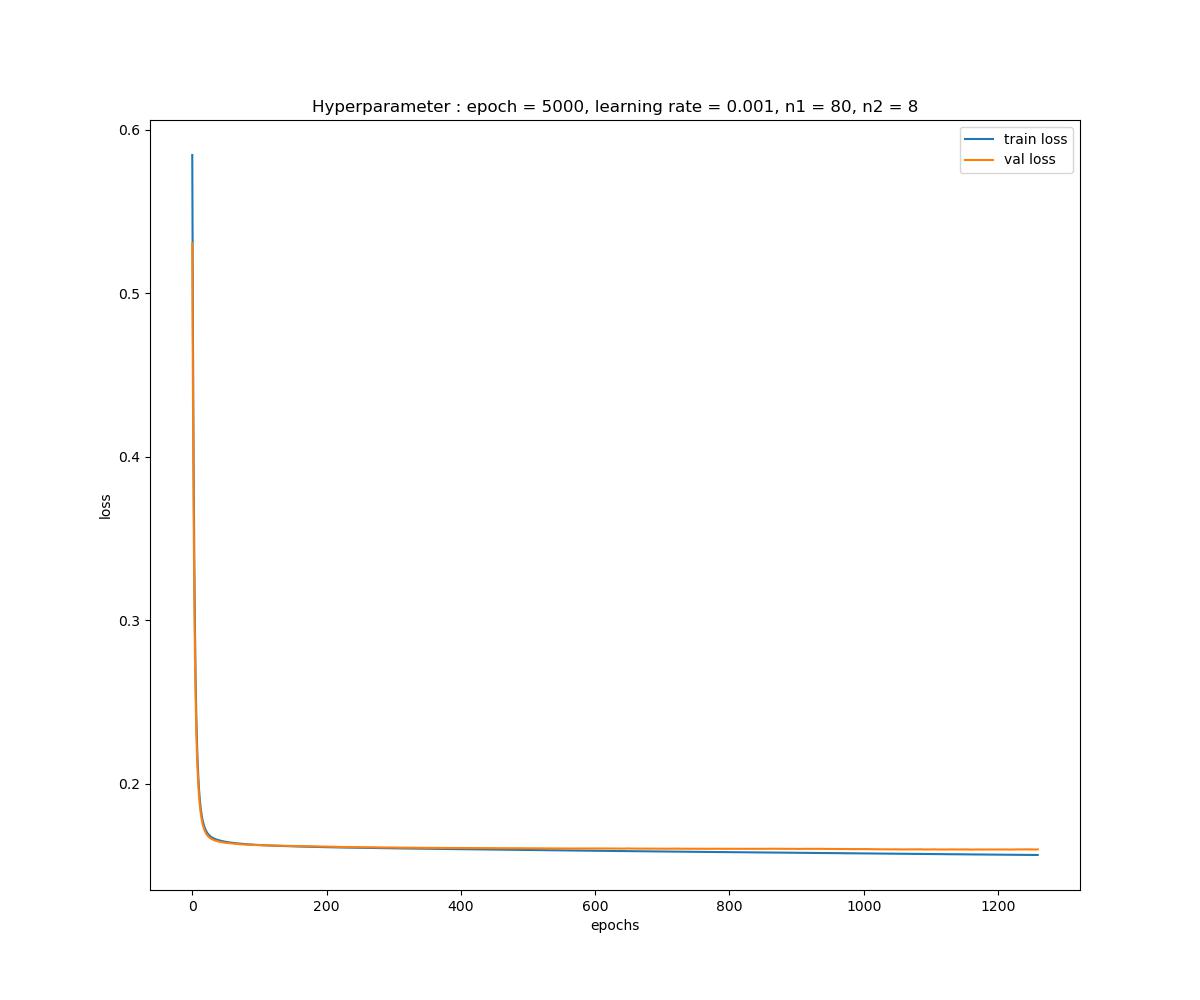 Hyperparameter : epoch = 5000, learning rate = 0.001, n1 = 80, n2 = 8
train loss
val loss
0.6
0.5
0.4
0.3
0.2
loss
0 200 400 600 800 1000 1200
epochs